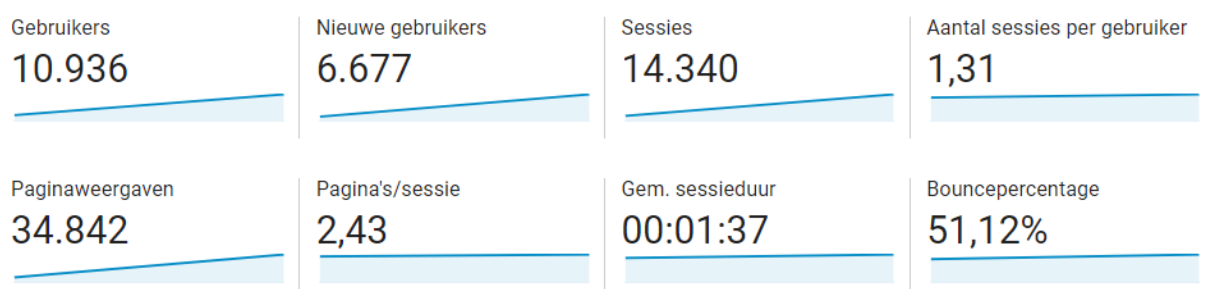 Gebruikers
10.936
Nieuwe gebruikers
6.677
Sessies
14.340
Aantal sessies per gebruiker
1,31
Paginaweergaven
34.842
Pagina's/sessie
2,43
Gem. sessieduur
00:01:37
Bouncepercentage
51,12%